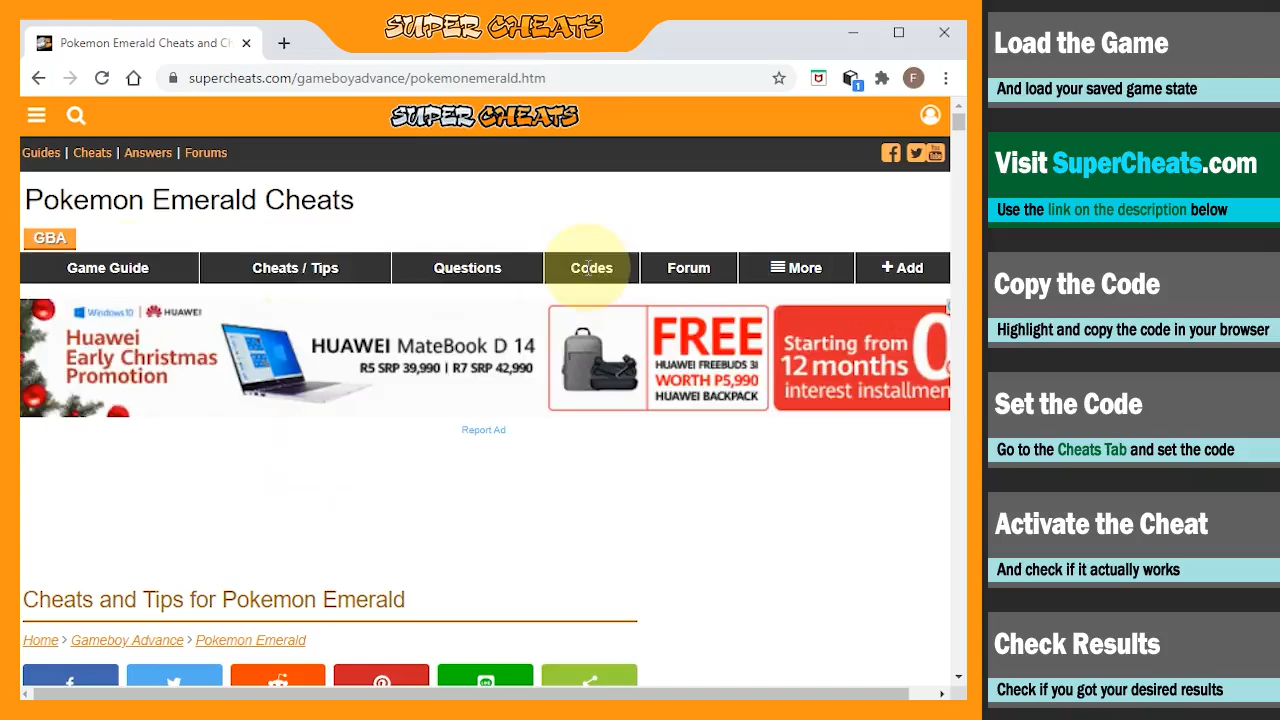 SUPER CHEATS
Pokemon Emerald Cheats and Ch
supercheats.com/gameboyadvance/pokemonemerald.htm
1
F
SUPER CHEATS
Guides | Cheats | Answers | Forums
You
Pokemon Emerald Cheats
GBA
Game Guide
Cheats / Tips
Questions
Codes
Forum
More
+ Add
Windows10 | HUAWEI
Huawei
Early Christmas
Promotion
HUAWEI MateBook D 14
R5 SRP 39,990 | R7 SRP 42,990
FREE
HUAWEI FREEBUDS 3I
WORTH P5,990
HUAWEI BACKPACK
Starting from
12 months
interest installmen
0
Report Ad
Cheats and Tips for Pokemon Emerald
Home > Gameboy Advance > Pokemon Emerald
Load the Game
And load your saved game state
Visit SuperCheats.com
Use the link on the description below
Copy the Code
Highlight and copy the code in your browser
Set the Code
Go to the Cheats Tab and set the code
Activate the Cheat
And check if it actually works
Check Results
Check if you got your desired results